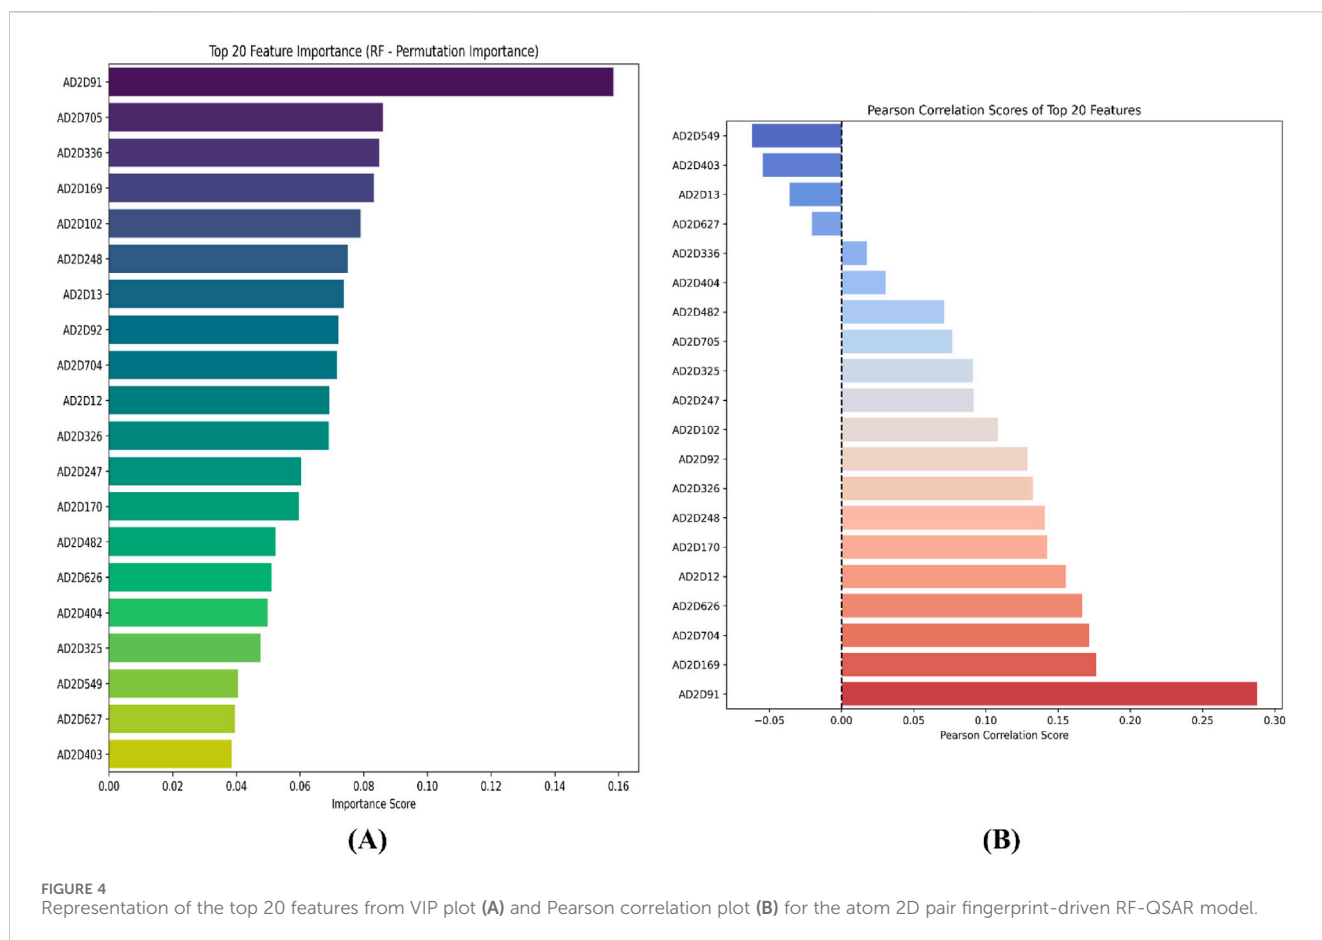 Top 20 Feature Importance (RF - Permutation Importance)
AD2D91
AD2D705
AD2D336
AD2D169
AD2D102
AD2D248
AD2D13
AD2D92
AD2D704
AD2D12
AD2D326
AD2D247
AD2D170
AD2D482
AD2D626
AD2D404
AD2D325
AD2D549
AD2D627
AD2D403
0.00 0.02 0.04 0.06 0.08 0.10 0.12 0.14 0.16
Importance Score
(A)
Pearson Correlation Scores of Top 20 Features
AD2D549
AD2D403
AD2D13
AD2D627
AD2D336
AD2D404
AD2D482
AD2D705
AD2D325
AD2D247
AD2D102
AD2D92
AD2D326
AD2D248
AD2D170
AD2D12
AD2D626
AD2D704
AD2D169
AD2D91
−0.05 0.00 0.05 0.10 0.15 0.20 0.25 0.30
Pearson Correlation Score
(B)
FIGURE 4
Representation of the top 20 features from VIP plot (A) and Pearson correlation plot (B) for the atom 2D pair fingerprint-driven RF-QSAR model.